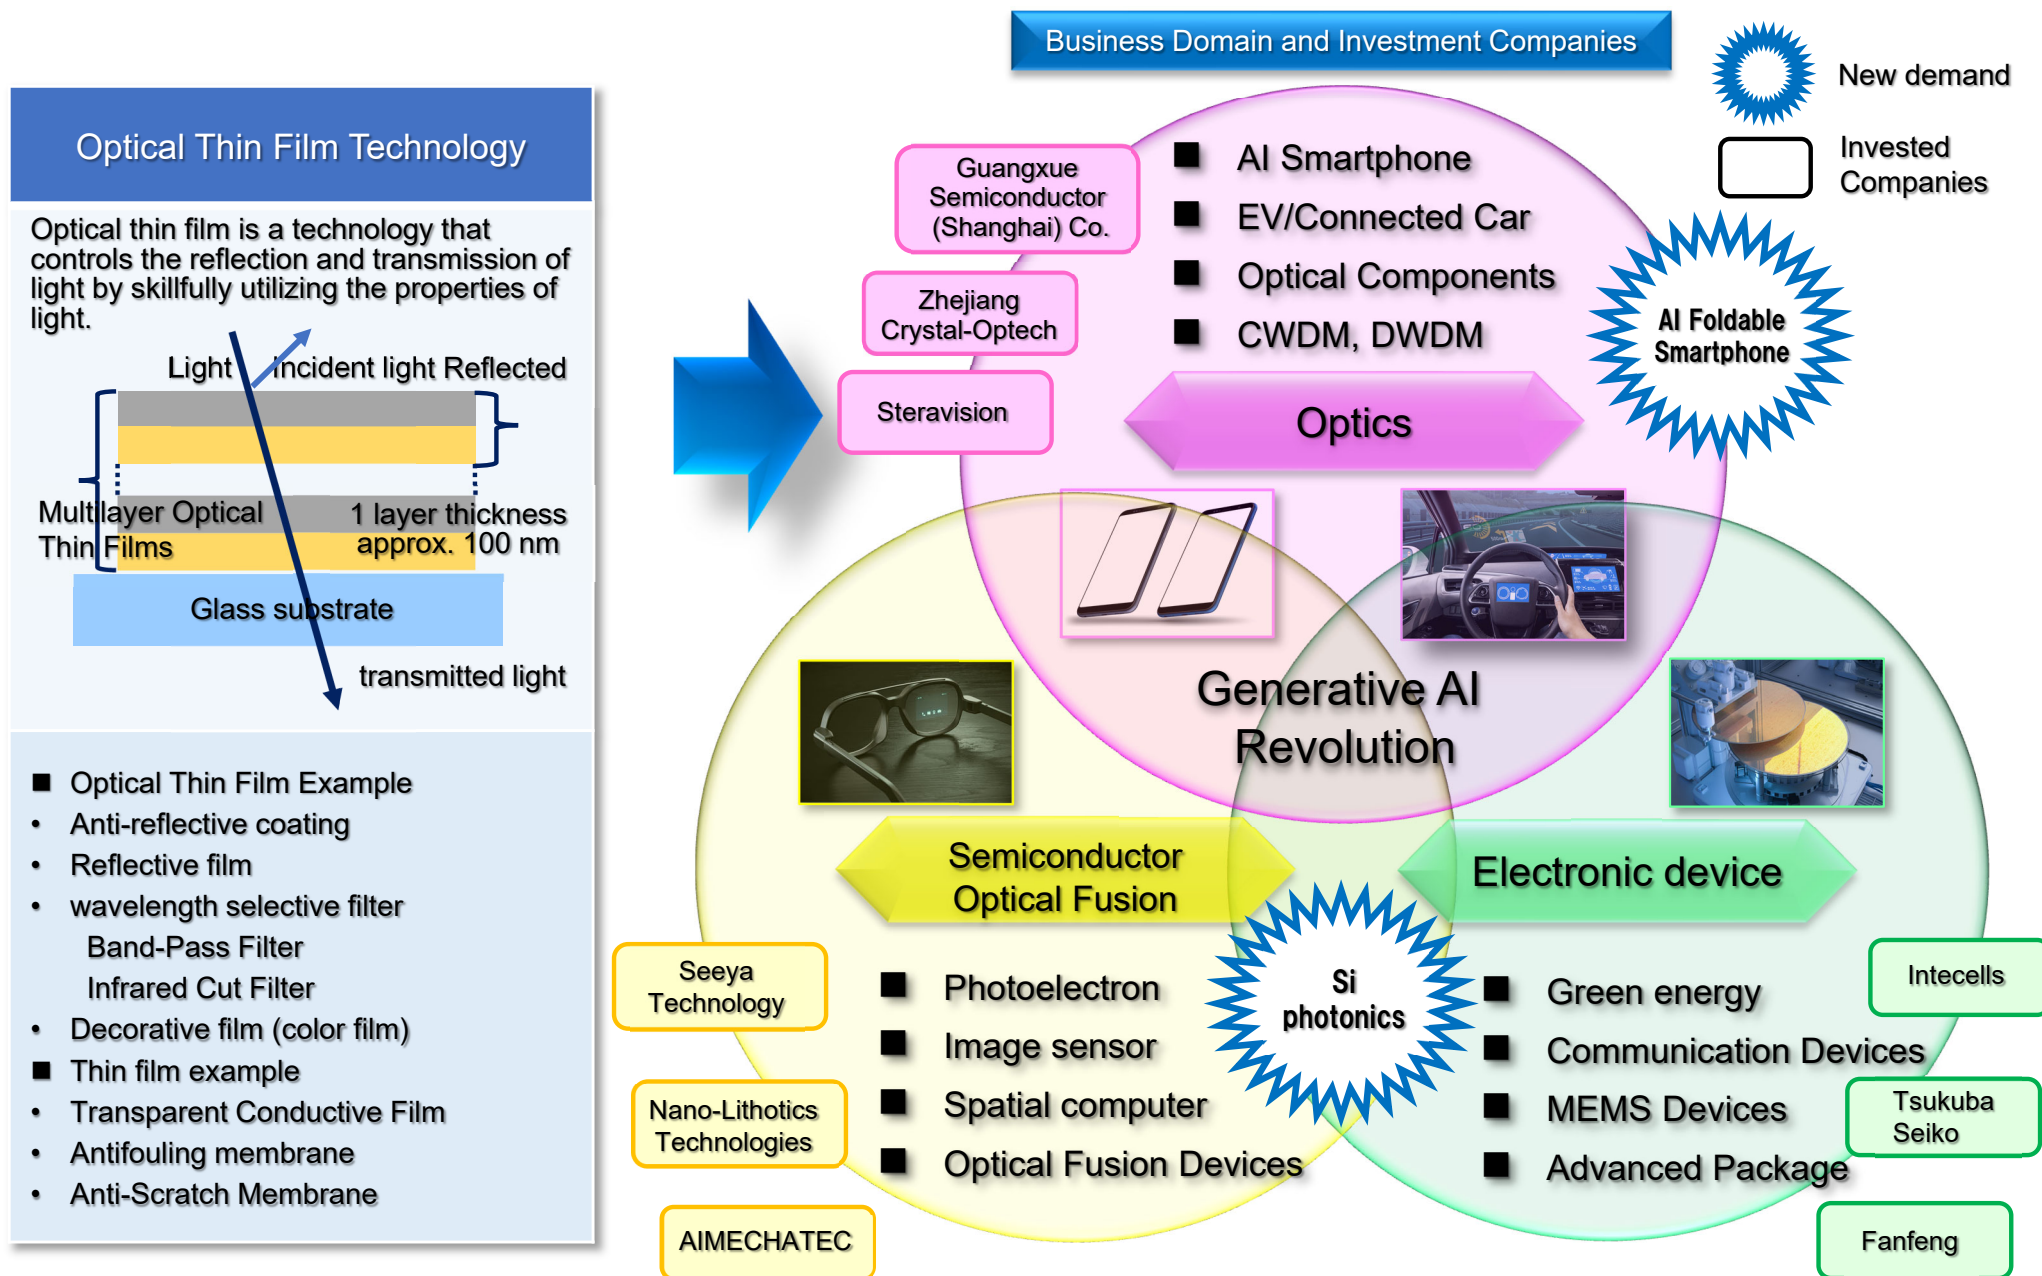 Business Domain and Investment Companies
New demand
Invested
Companies
Optical Thin Film Technology
Optical thin film is a technology that
controls the reflection and transmission of
light by skillfully utilizing the properties of
light.
Light
Incident light Reflected
Multilayer Optical
Thin Films
1 layer thickness
approx. 100 nm
Glass substrate
transmitted light
■ Optical Thin Film Example
• Anti-reflective coating
• Reflective film
• wavelength selective filter
Band-Pass Filter
Infrared Cut Filter
• Decorative film (color film)
■ Thin film example
• Transparent Conductive Film
• Antifouling membrane
• Anti-Scratch Membrane
Guangxue
Semiconductor
(Shanghai) Co.
Zhejiang
Crystal-Optech
Steravision
■ AI Smartphone
■ EV/Connected Car
■ Optical Components
■ CWDM, DWDM
Optics
AI Foldable
Smartphone
Generative AI
Revolution
Semiconductor
Optical Fusion
Electronic device
Seeya
Technology
Nano-Lithotics
Technologies
AIMECHATEC
■ Photoelectron
■ Image sensor
■ Spatial computer
■ Optical Fusion Devices
Si
photonics
■ Green energy
■ Communication Devices
■ MEMS Devices
■ Advanced Package
Intecells
Tsukuba
Seiko
Fanfeng